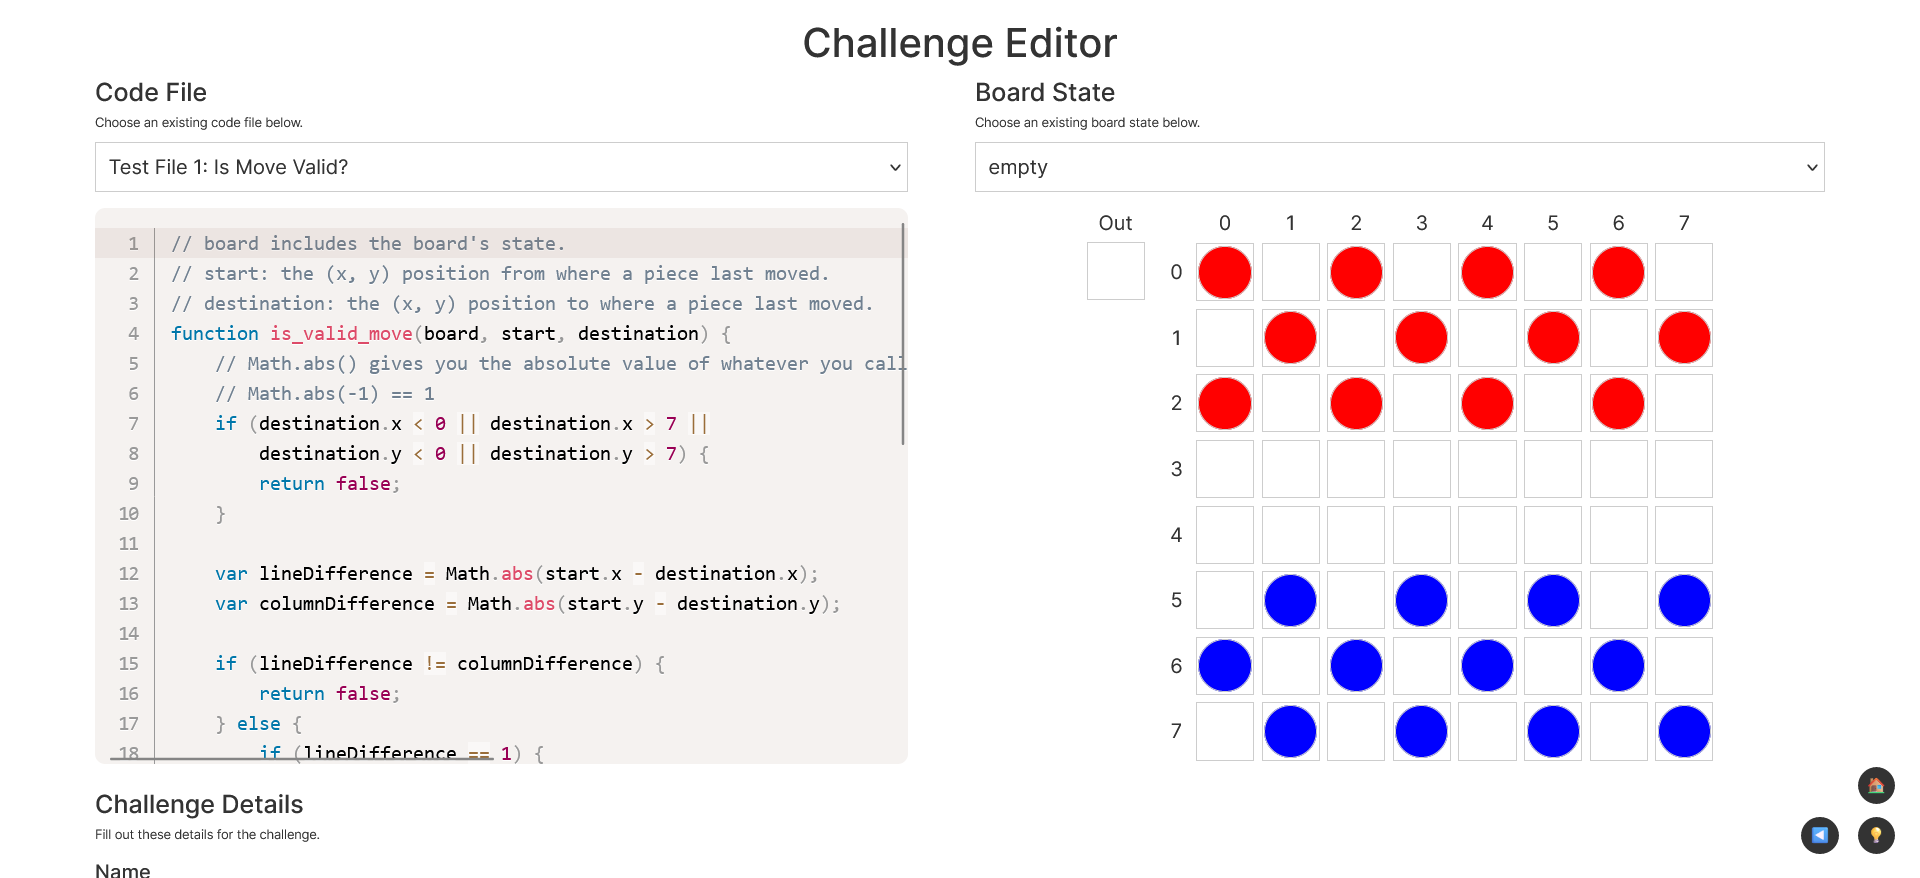 Challenge Editor
Code File
Choose an existing code file below.
Test File 1: Is Move Valid?
1 // board includes the board's state.
2 // start: the (x, y) position from where a piece last moved.
3 // destination: the (x, y) position to where a piece last moved.
4 function is_valid_move(board, start, destination) {
5 // Math.abs() gives you the absolute value of whatever you call
6 // Math.abs(-1) == 1
7 if (destination.x < 0 || destination.x > 7 ||
8 destination.y < 0 || destination.y > 7) {
9 return false;
10 }
11
12 var lineDifference = Math.abs(start.x - destination.x);
13 var columnDifference = Math.abs(start.y - destination.y);
14
15 if (lineDifference != columnDifference) {
16 return false;
17 } else {
18 if (lineDifference == 1) {
Board State
Choose an existing board state below.
empty
Out 0 1 2 3 4 5 6 7
0
1
2
3
4
5
6
7
Challenge Details
Fill out these details for the challenge.
Name